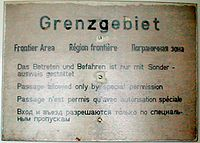 Grenzgebiet
Frontier Area Région frontière Пограничная зона
Das Betreten und Befahren ist nur mit Sonder-
ausweis gestattet
Passage allowed only by special permission
Passage n'est permis qu'avec autorisation spéciale
Вход и въезд разрешаются только по специаль-
ным пропускам